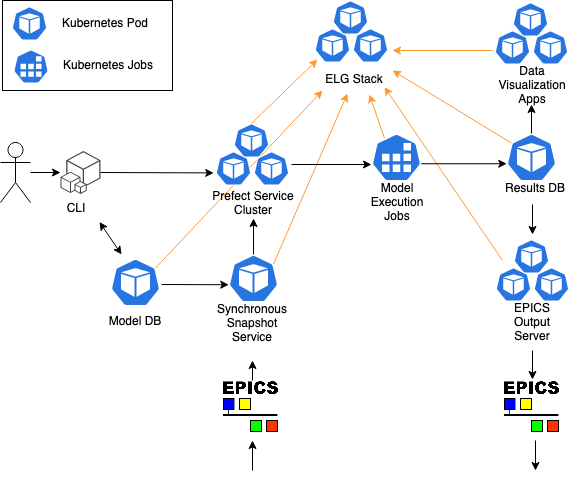 Kubernetes Pod
Kubernetes Jobs
ELG Stack
Data
Visualization
Apps
CLI
Prefect Service
Cluster
Model
Execution
Jobs
Results DB
Model DB
Synchronous
Snapshot
Service
EPICS
Output
Server
EPICS
EPICS